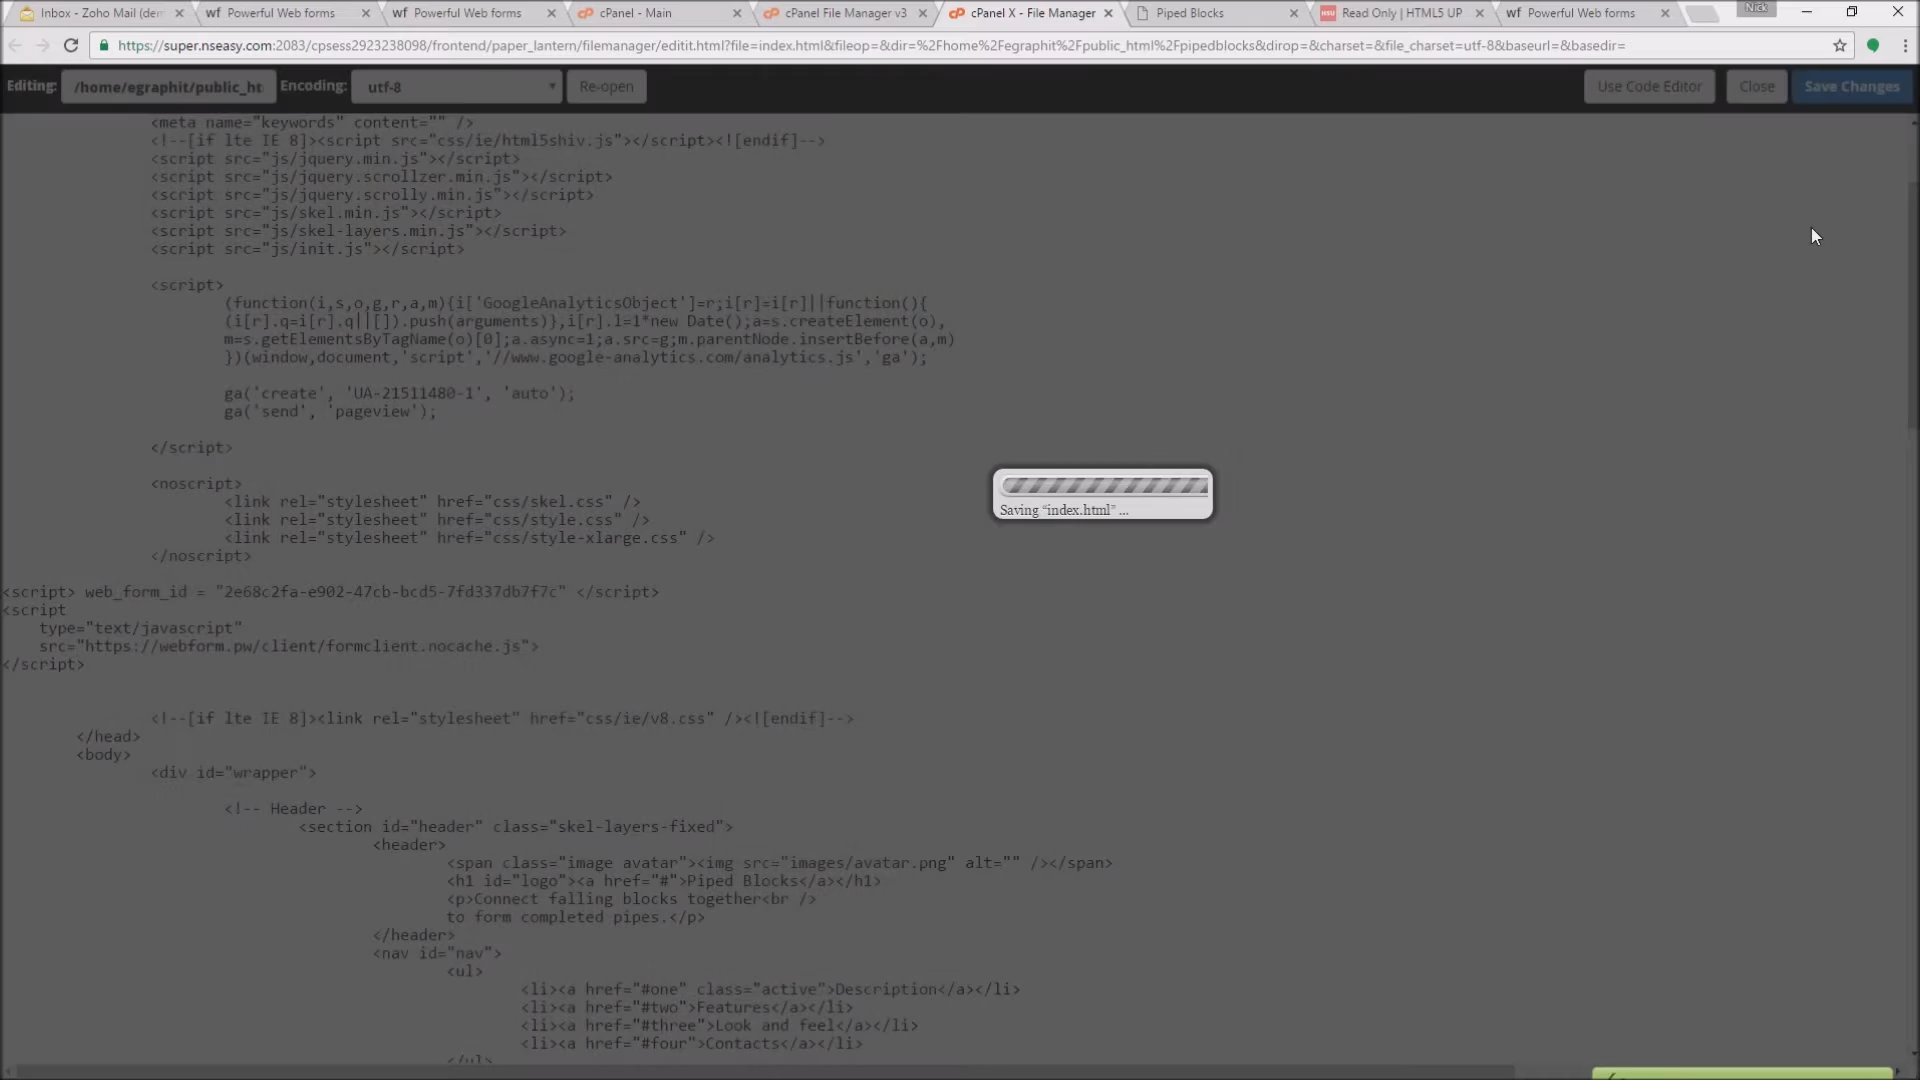 Inbox - Zoho Mail (dem
Powerful Web forms
Powerful Web forms
cPanel - Main
cPanel File Manager v3
cPanel X - File Manager
Piped Blocks
Read Only | HTML5 UP
Powerful Web forms
Nick
https://super.nseasy.com:2083/cpsess2923238098/frontend/paper_lantern/filemanager/editit.html?file=index.html&fileop=&dir=%2Fhome%2Fegraphit%2Fpublic_html%2Fpipedblocks&dirop=&charset=&file_charset=utf-8&baseurl=&basedir=
Editing: /home/egraphit/public_ht Encoding: utf-8 Re-open Use Code Editor Close Save Changes
<meta name="keywords" content="" />
<!--[if lte IE 8]><script src="css/ie/html5shiv.js"></script><![endif]-->
<script src="js/jquery.min.js"></script>
<script src="js/jquery.scrollzer.min.js"></script>
<script src="js/jquery.scrolly.min.js"></script>
<script src="js/skel.min.js"></script>
<script src="js/skel-layers.min.js"></script>
<script src="js/init.js"></script>
<script>
(function(i,s,o,g,r,a,m){i['GoogleAnalyticsObject']=r;i[r]=i[r]||function(){
(i[r].q=i[r].q||[]).push(arguments)},i[r].l=1*new Date();a=s.createElement(o),
m=s.getElementsByTagName(o)[0];a.async=1;a.src=g;m.parentNode.insertBefore(a,m)
})(window,document,'script','//www.google-analytics.com/analytics.js','ga');
ga('create', 'UA-21511480-1', 'auto');
ga('send', 'pageview');
</script>
<noscript>
<link rel="stylesheet" href="css/skel.css" />
<link rel="stylesheet" href="css/style.css" />
<link rel="stylesheet" href="css/style-xlarge.css" />
</noscript>
<script> web_form_id = "2e68c2fa-e902-47cb-bcd5-7fd337db7f7c" </script>
<script
type="text/javascript"
src="https://webform.pw/client/formclient.nocache.js">
</script>
<!--[if lte IE 8]><link rel="stylesheet" href="css/ie/v8.css" /><![endif]-->
</head>
<body>
<div id="wrapper">
<!-- Header -->
<section id="header" class="skel-layers-fixed">
<header>
<span class="image avatar"><img src="images/avatar.png" alt="" /></span>
<h1 id="logo"><a href="#">Piped Blocks</a></h1>
<p>Connect falling blocks together<br />
to form completed pipes.</p>
</header>
<nav id="nav">
<ul>
<li><a href="#one" class="active">Description</a></li>
<li><a href="#two">Features</a></li>
<li><a href="#three">Look and feel</a></li>
<li><a href="#four">Contacts</a></li>
</ul>
Saving “index.html” ...